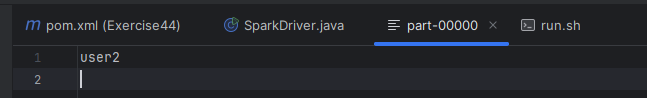 m pom.xml (Exercise44) SparkDriver.java part-00000 × run.sh
1 user2
2